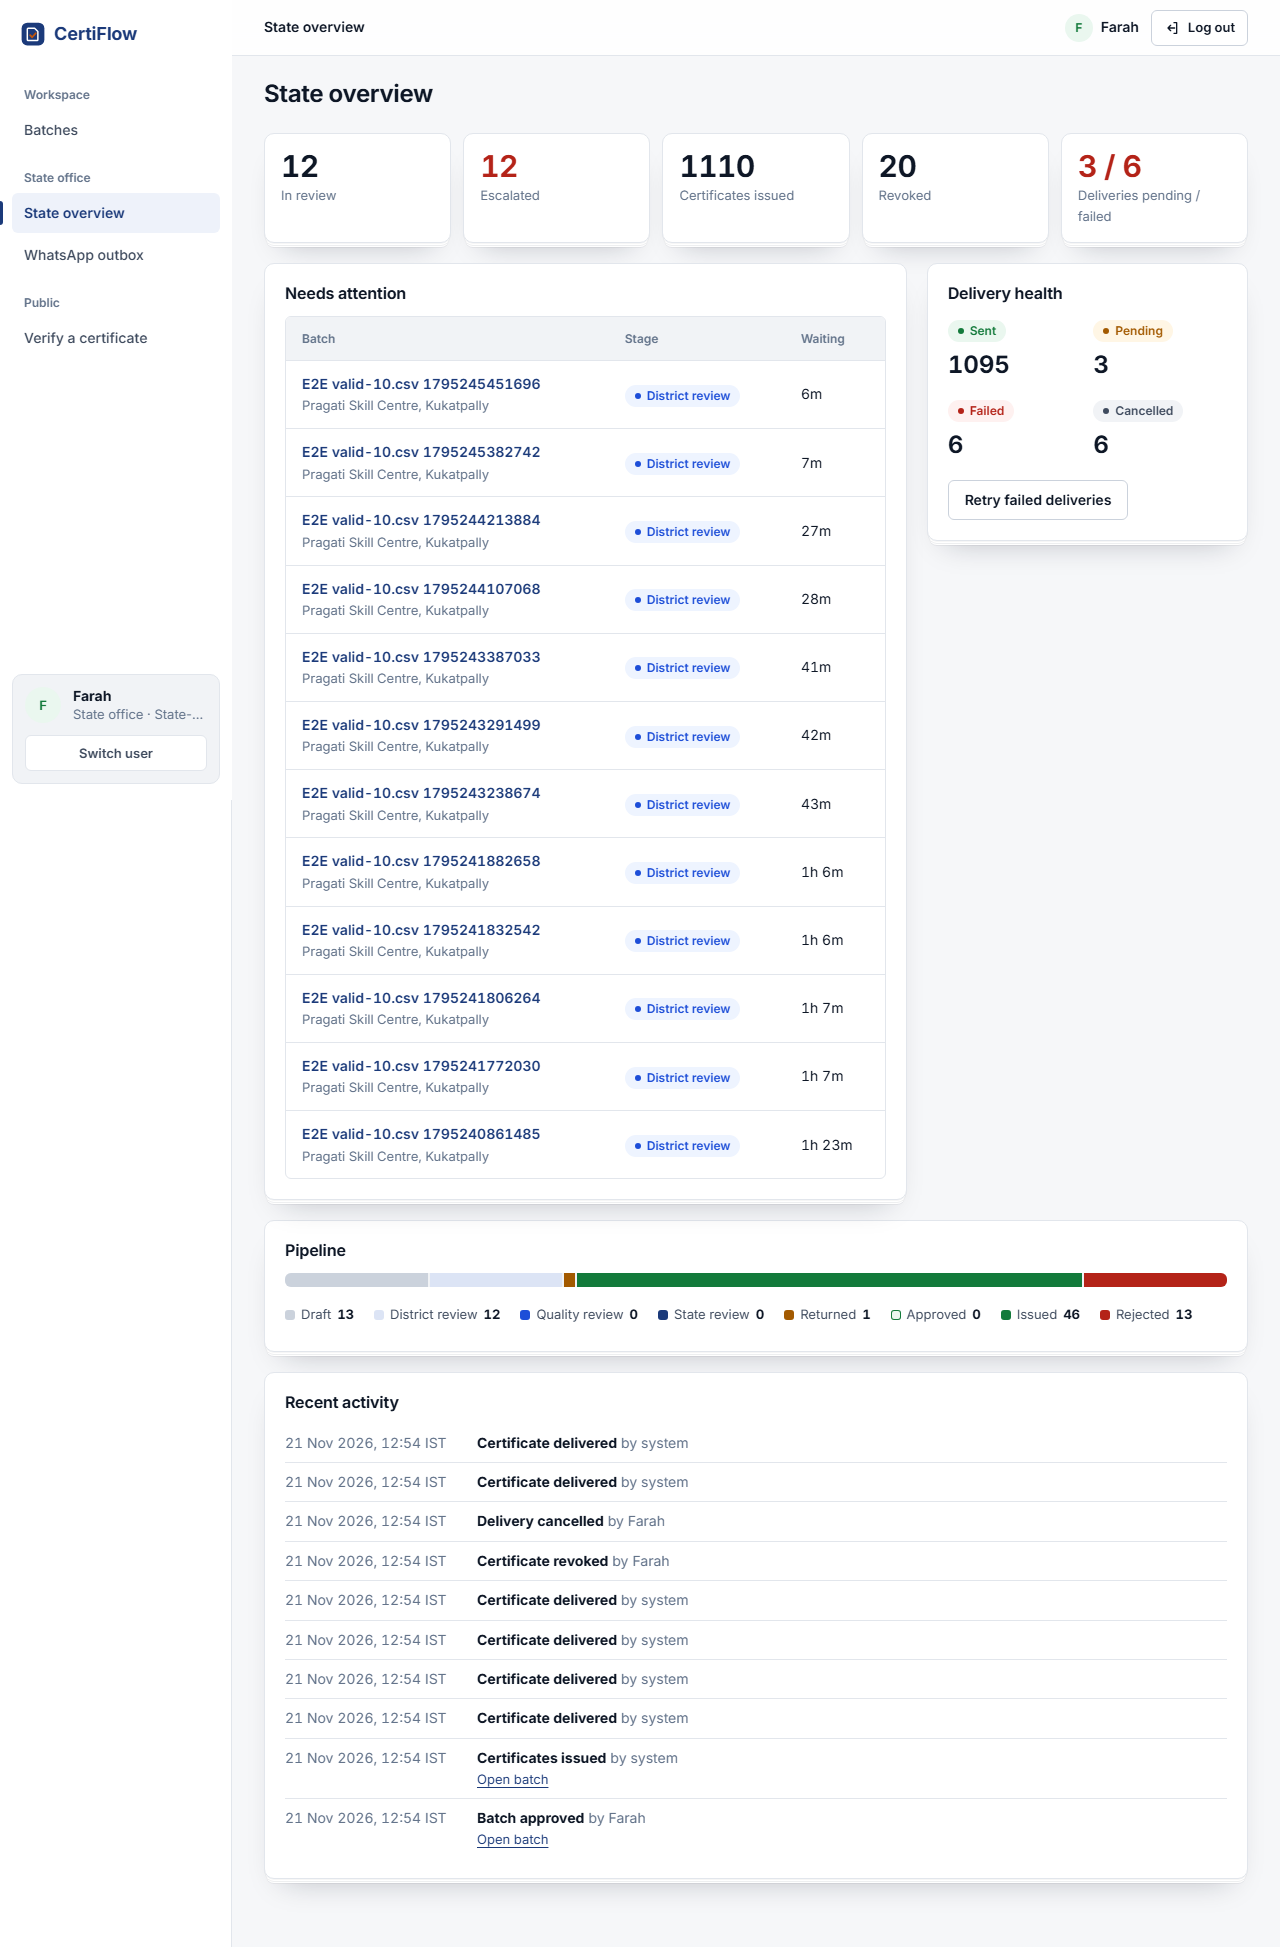 CertiFlow
Workspace
Batches
State office
State overview
WhatsApp outbox
Public
Verify a certificate
F
Farah
State office · State-...
Switch user
State overview
F
Farah
Log out
State overview
12
In review
12
Escalated
1110
Certificates issued
20
Revoked
3 / 6
Deliveries pending /
failed
Needs attention
Batch Stage Waiting
E2E valid-10.csv 1795245451696
Pragati Skill Centre, Kukatpally
District review
6m
E2E valid-10.csv 1795245382742
Pragati Skill Centre, Kukatpally
District review
7m
E2E valid-10.csv 1795244213884
Pragati Skill Centre, Kukatpally
District review
27m
E2E valid-10.csv 1795244107068
Pragati Skill Centre, Kukatpally
District review
28m
E2E valid-10.csv 1795243387033
Pragati Skill Centre, Kukatpally
District review
41m
E2E valid-10.csv 1795243291499
Pragati Skill Centre, Kukatpally
District review
42m
E2E valid-10.csv 1795243238674
Pragati Skill Centre, Kukatpally
District review
43m
E2E valid-10.csv 1795241882658
Pragati Skill Centre, Kukatpally
District review
1h 6m
E2E valid-10.csv 1795241832542
Pragati Skill Centre, Kukatpally
District review
1h 6m
E2E valid-10.csv 1795241806264
Pragati Skill Centre, Kukatpally
District review
1h 7m
E2E valid-10.csv 1795241772030
Pragati Skill Centre, Kukatpally
District review
1h 7m
E2E valid-10.csv 1795240861485
Pragati Skill Centre, Kukatpally
District review
1h 23m
Delivery health
Sent
1095
Pending
3
Failed
6
Cancelled
6
Retry failed deliveries
Pipeline
Draft 13 District review 12 Quality review 0 State review 0 Returned 1 Approved 0 Issued 46 Rejected 13
Recent activity
21 Nov 2026, 12:54 IST Certificate delivered by system
21 Nov 2026, 12:54 IST Certificate delivered by system
21 Nov 2026, 12:54 IST Delivery cancelled by Farah
21 Nov 2026, 12:54 IST Certificate revoked by Farah
21 Nov 2026, 12:54 IST Certificate delivered by system
21 Nov 2026, 12:54 IST Certificate delivered by system
21 Nov 2026, 12:54 IST Certificate delivered by system
21 Nov 2026, 12:54 IST Certificate delivered by system
21 Nov 2026, 12:54 IST Certificates issued by system
Open batch
21 Nov 2026, 12:54 IST Batch approved by Farah
Open batch